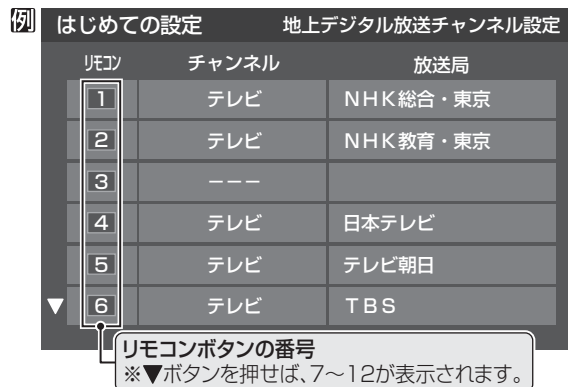 例
はじめての設定 地上デジタル放送チャンネル設定
リモコン チャンネル 放送局
1 テレビ NHK総合・東京
2 テレビ NHK教育・東京
3 −−−
4 テレビ 日本テレビ
5 テレビ テレビ朝日
▼ 6 テレビ TBS
リモコンボタンの番号
※▼ボタンを押せば、7〜12が表示されます。